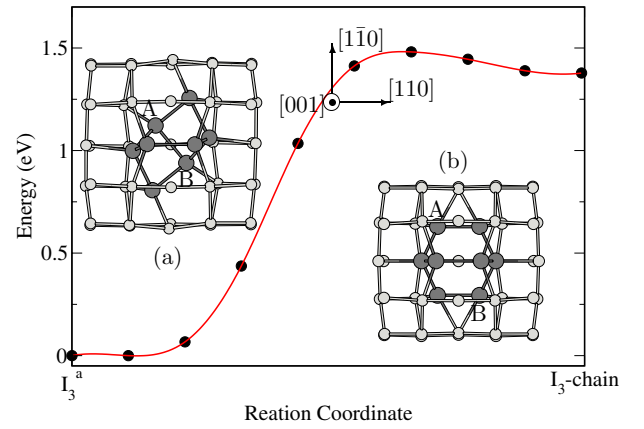 1.5
[11̄0]
[001]
[110]
A
B
(a)
1
Energy (eV)
(b)
A
B
0.5
0
I₃ᵃ
I₃-chain
Reation Coordinate